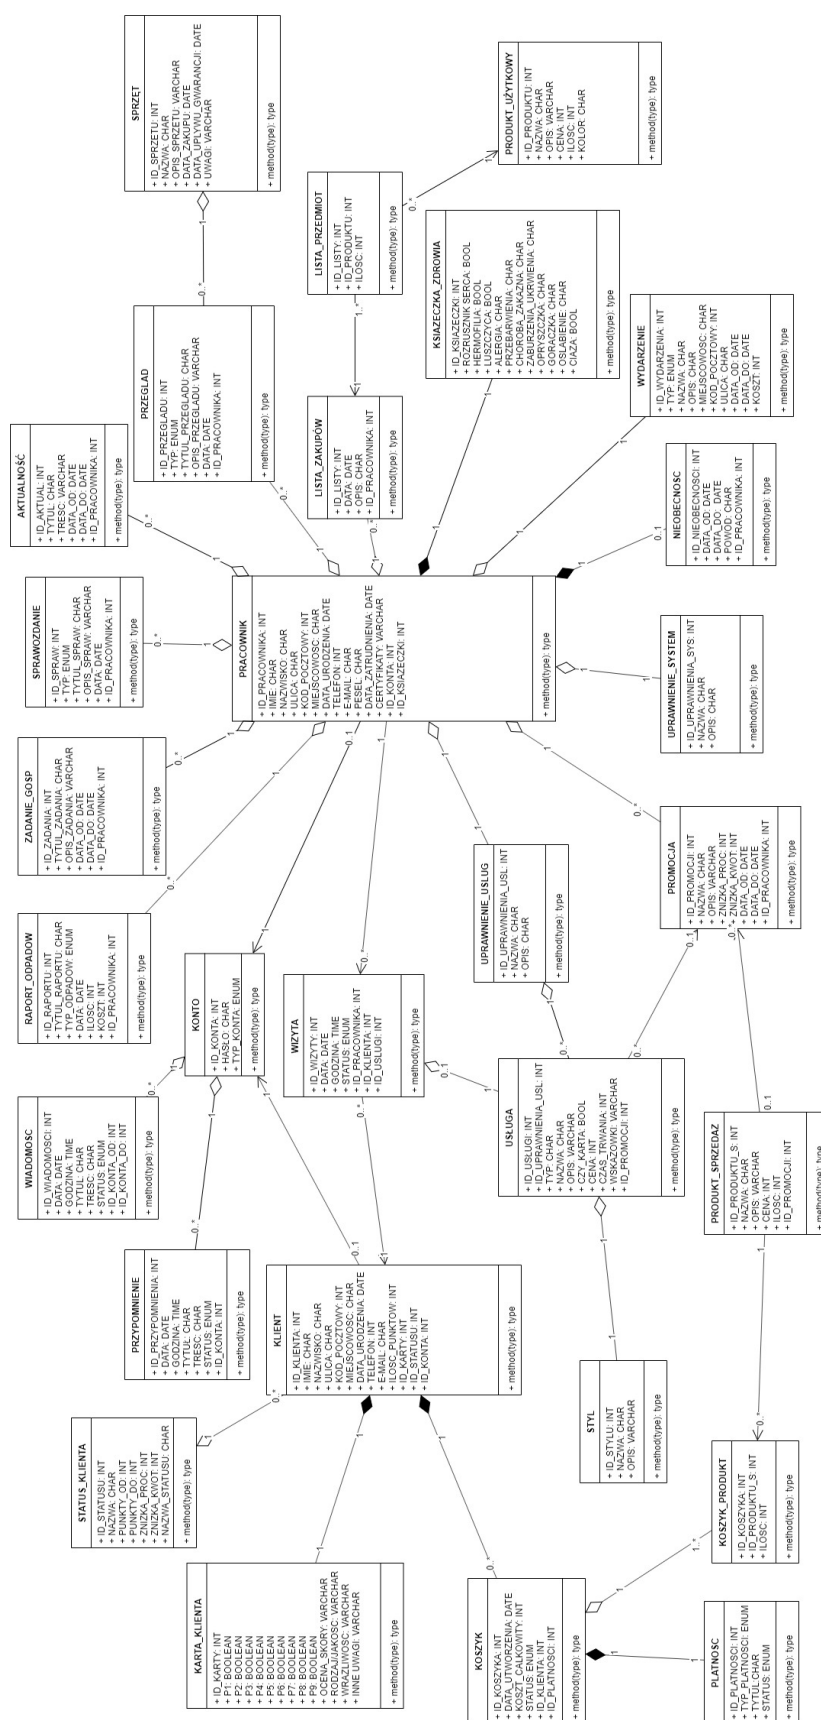 SPRZĘT
+ ID_SPRZETU: INT
+ NAZWA: CHAR
+ OPIS_SPRZETU: VARCHAR
+ DATA_ZAKUPU: DATE
+ DATA_UPLYWU_GWARANCJI: DATE
+ UWAGI: VARCHAR
+ method(type): type
PRODUKT_UŻYTKOWY
+ ID_PRODUKTU: INT
+ NAZWA: CHAR
+ OPIS: VARCHAR
+ CENA: INT
+ ILOSC: INT
+ KOLOR: CHAR
+ method(type): type
LISTA_PRZEDMIOT
+ ID_LISTY: INT
+ ID_PRODUKTU: INT
+ ILOSC: INT
+ method(type): type
KSIAZECZKA_ZDROWIA
+ ID_KSIAZECZKI: INT
+ ROZRUSZNIK SERCA: BOOL
+ HERMOFILIA: BOOL
+ LUSZCZYCA: BOOL
+ ALERGIA: CHAR
+ PRZEBARWIENIA: CHAR
+ CHOROBA_ZAKAZNA: CHAR
+ ZABURZENIA_UKRWIENIA: CHAR
+ OPRYSZCZKA: CHAR
+ GORACZKA: CHAR
+ OSLABIENIE: CHAR
+ CIAZA: BOOL
+ method(type): type
PRZEGLAD
+ ID_PRZEGLADU: INT
+ TYP: ENUM
+ TYTUL_PRZEGLADU: CHAR
+ OPIS_PRZEGLADU: VARCHAR
+ DATA: DATE
+ ID_PRACOWNIKA: INT
+ method(type): type
WYDARZENIE
+ ID_WYDARZENIA: INT
+ TYP: ENUM
+ NAZWA: CHAR
+ OPIS: CHAR
+ MIEJSCOWOSC: CHAR
+ KOD_POCZTOWY: INT
+ ULICA: CHAR
+ DATA_OD: DATE
+ DATA_DO: DATE
+ KOSZT: INT
+ method(type): type
LISTA_ZAKUPÓW
+ ID_LISTY: INT
+ DATA: DATE
+ OPIS: CHAR
+ ID_PRACOWNIKA: INT
+ method(type): type
AKTUALNOŚĆ
+ ID_AKTUAL: INT
+ TYTUL: CHAR
+ TRESC: VARCHAR
+ DATA_OD: DATE
+ DATA_DO: DATE
+ ID_PRACOWNIKA: INT
+ method(type): type
NIEOBECNOSC
+ ID_NIEOBECNOSCI: INT
+ DATA_OD: DATE
+ DATA_DO: DATE
+ POWOD: CHAR
+ ID_PRACOWNIKA: INT
+ method(type): type
SPRAWOZDANIE
+ ID_SPRAW: INT
+ TYP: ENUM
+ TYTUL_SPRAW: CHAR
+ OPIS_SPRAW: VARCHAR
+ DATA: DATE
+ ID_PRACOWNIKA: INT
+ method(type): type
PRACOWNIK
+ ID_PRACOWNIKA: INT
+ IMIE: CHAR
+ NAZWISKO: CHAR
+ ULICA: CHAR
+ KOD_POCZTOWY: INT
+ MIEJSCOWOSC: CHAR
+ DATA_URODZENIA: DATE
+ TELEFON: INT
+ E-MAIL: CHAR
+ PESEL: CHAR
+ DATA_ZATRUDNIENIA: DATE
+ CERTYFIKATY: VARCHAR
+ ID_KONTA: INT
+ ID_KSIAZECZKI: INT
+ method(type): type
UPRAWNIENIE_SYSTEM
+ ID_UPRAWNIENIA_SYS: INT
+ NAZWA: CHAR
+ OPIS: CHAR
+ method(type): type
ZADANIE_GOSP
+ ID_ZADANIA: INT
+ TYTUL_ZADANIA: CHAR
+ OPIS_ZADANIA: VARCHAR
+ DATA_OD: DATE
+ DATA_DO: DATE
+ ID_PRACOWNIKA: INT
+ method(type): type
PROMOCJA
+ ID_PROMOCJI: INT
+ NAZWA: CHAR
+ OPIS: VARCHAR
+ ZNIZKA_PROC: INT
+ ZNIZKA_KWOT: INT
+ DATA_OD: DATE
+ DATA_DO: DATE
+ ID_PRACOWNIKA: INT
+ method(type): type
UPRAWNIENIE_USLUG
+ ID_UPRAWNIENIA_USL: INT
+ NAZWA: CHAR
+ OPIS: CHAR
+ method(type): type
RAPORT_ODPADOW
+ ID_RAPORTU: INT
+ TYTUL_RAPORTU: CHAR
+ TYP_ODPADOW: ENUM
+ DATA: DATE
+ ILOSC: INT
+ KOSZT: INT
+ ID_PRACOWNIKA: INT
+ method(type): type
KONTO
+ ID_KONTA: INT
+ HASŁO: CHAR
+ TYP_KONTA: ENUM
+ method(type): type
WIZYTA
+ ID_WIZYTY: INT
+ DATA: DATE
+ GODZINA: TIME
+ STATUS: ENUM
+ ID_PRACOWNIKA: INT
+ ID_KLIENTA: INT
+ ID_USLUGI: INT
+ method(type): type
USŁUGA
+ ID_USŁUGI: INT
+ ID_UPRAWNIENIA_USL: INT
+ TYP: CHAR
+ NAZWA: CHAR
+ OPIS: VARCHAR
+ CZY_KARTA: BOOL
+ CENA: INT
+ CZAS_TRWANIA: INT
+ WSKAZOWKI: VARCHAR
+ ID_PROMOCJI: INT
+ method(type): type
WIADOMOSC
+ ID_WIADOMOSCI: INT
+ DATA: DATE
+ GODZINA: TIME
+ TYTUL: CHAR
+ TRESC: CHAR
+ STATUS: ENUM
+ ID_KONTA_OD: INT
+ ID_KONTA_DO: INT
+ method(type): type
PRODUKT_SPRZEDAZ
+ ID_PRODUKTU_S: INT
+ NAZWA: CHAR
+ OPIS: VARCHAR
+ CENA: INT
+ ILOSC: INT
+ ID_PROMOCJI: INT
+ method(type): type
PRZYPOMNIENIE
+ ID_PRZYPOMNIENIA: INT
+ DATA: DATE
+ GODZINA: TIME
+ TYTUŁ: CHAR
+ TRESC: CHAR
+ STATUS: ENUM
+ ID_KONTA: INT
+ method(type): type
KLIENT
+ ID_KLIENTA: INT
+ IMIE: CHAR
+ NAZWISKO: CHAR
+ ULICA: CHAR
+ KOD_POCZTOWY: INT
+ MIEJSCOWOSC: CHAR
+ DATA_URODZENIA: DATE
+ TELEFON: INT
+ E-MAIL: CHAR
+ ILOSC_PUNKTOW: INT
+ ID_KARTY: INT
+ ID_STATUSU: INT
+ ID_KONTA: INT
+ method(type): type
STYL
+ ID_STYLU: INT
+ NAZWA: CHAR
+ OPIS: VARCHAR
+ method(type): type
STATUS_KLIENTA
+ ID_STATUSU: INT
+ NAZWA: CHAR
+ PUNKTY_OD: INT
+ PUNKTY_DO: INT
+ ZNIZKA_PROC: INT
+ ZNIZKA_KWOT: INT
+ NAZWA_STATUSU: CHAR
+ method(type): type
KOSZYK_PRODUKT
+ ID_KOSZYKA: INT
+ ID_PRODUKTU_S: INT
+ ILOSC: INT
+ method(type): type
KARTA_KLIENTA
+ ID_KARTY: INT
+ P1: BOOLEAN
+ P2: BOOLEAN
+ P3: BOOLEAN
+ P4: BOOLEAN
+ P5: BOOLEAN
+ P6: BOOLEAN
+ P7: BOOLEAN
+ P8: BOOLEAN
+ P9: BOOLEAN
+ OCENA_SKORY: VARCHAR
+ RODZAJ/JAKOSC: VARCHAR
+ WRAZLIWOSC: VARCHAR
+ INNE UWAGI: VARCHAR
+ method(type): type
KOSZYK
+ ID_KOSZYKA: INT
+ DATA_UTWORZENIA: DATE
+ KOSZT_CALKOWITY: INT
+ STATUS: ENUM
+ ID_KLIENTA: INT
+ ID_PLATNOSCI: INT
+ method(type): type
PLATNOSC
+ ID_PLATNOSCI: INT
+ TYP_PLATNOSCI: ENUM
+ TYTUL:CHAR
+ STATUS: ENUM
+ method(type): type